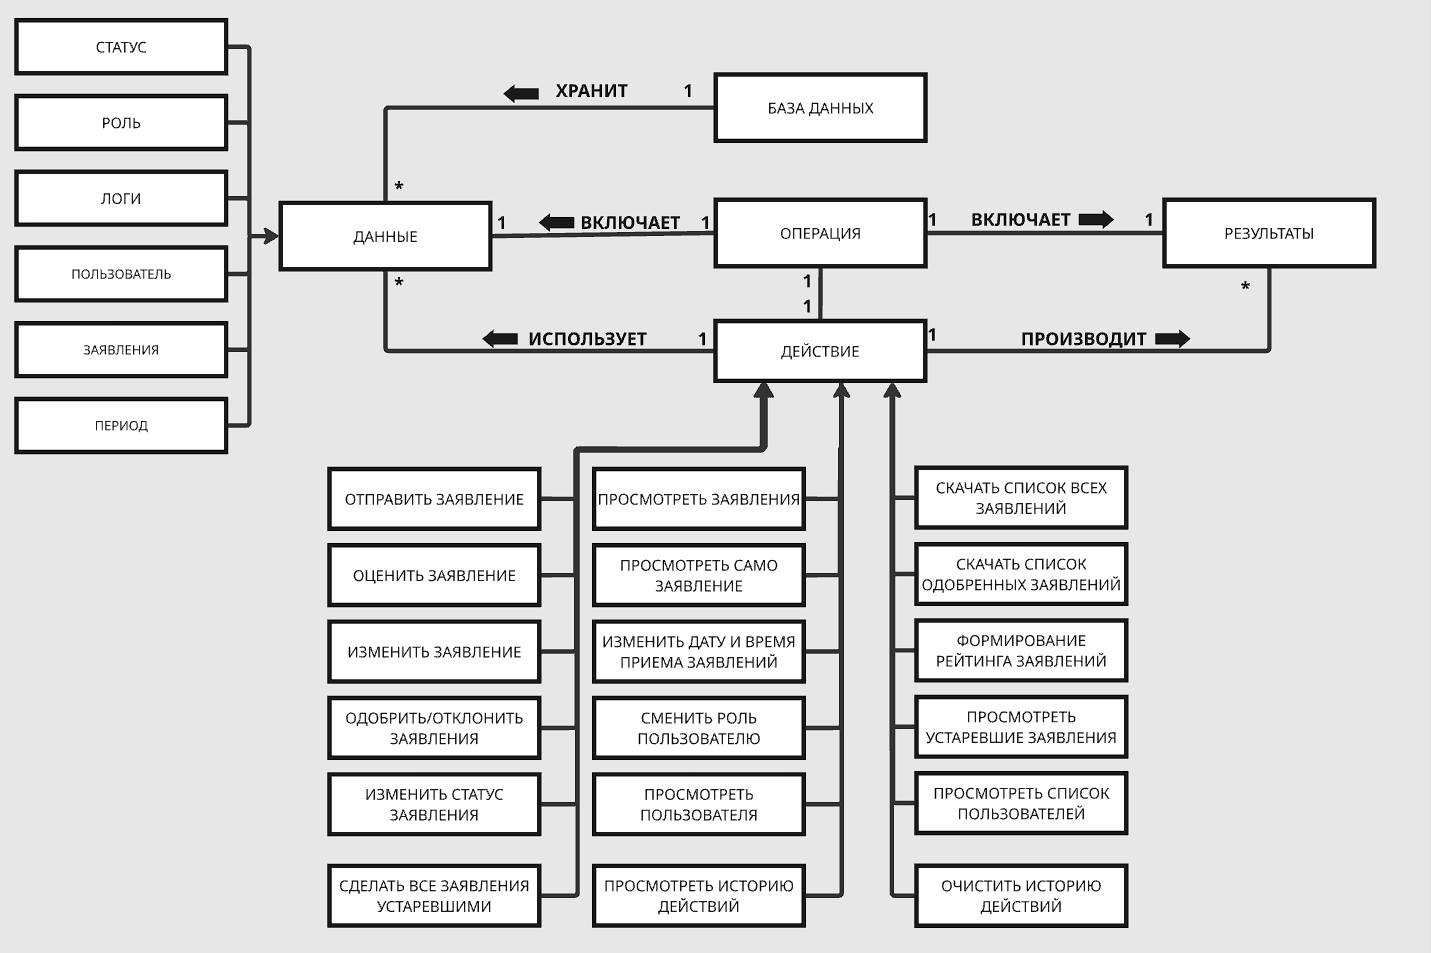 СТАТУС
РОЛЬ
ЛОГИ
ПОЛЬЗОВАТЕЛЬ
ЗАЯВЛЕНИЯ
ПЕРИОД
ХРАНИТ 1
БАЗА ДАННЫХ
*
ДАННЫЕ
1 ВКЛЮЧАЕТ 1
ОПЕРАЦИЯ
1 ВКЛЮЧАЕТ 1
РЕЗУЛЬТАТЫ
*
1
1
*
ИСПОЛЬЗУЕТ 1
ДЕЙСТВИЕ
1 ПРОИЗВОДИТ
ОТПРАВИТЬ ЗАЯВЛЕНИЕ
ОЦЕНИТЬ ЗАЯВЛЕНИЕ
ИЗМЕНИТЬ ЗАЯВЛЕНИЕ
ОДОБРИТЬ/ОТКЛОНИТЬ
ЗАЯВЛЕНИЯ
ИЗМЕНИТЬ СТАТУС
ЗАЯВЛЕНИЯ
СДЕЛАТЬ ВСЕ ЗАЯВЛЕНИЯ
УСТАРЕВШИМИ
ПРОСМОТРЕТЬ ЗАЯВЛЕНИЯ
ПРОСМОТРЕТЬ САМО
ЗАЯВЛЕНИЕ
ИЗМЕНИТЬ ДАТУ И ВРЕМЯ
ПРИЕМА ЗАЯВЛЕНИЙ
СМЕНИТЬ РОЛЬ
ПОЛЬЗОВАТЕЛЮ
ПРОСМОТРЕТЬ
ПОЛЬЗОВАТЕЛЯ
ПРОСМОТРЕТЬ ИСТОРИЮ
ДЕЙСТВИЙ
СКАЧАТЬ СПИСОК ВСЕХ
ЗАЯВЛЕНИЙ
СКАЧАТЬ СПИСОК
ОДОБРЕННЫХ ЗАЯВЛЕНИЙ
ФОРМИРОВАНИЕ
РЕЙТИНГА ЗАЯВЛЕНИЙ
ПРОСМОТРЕТЬ
УСТАРЕВШИЕ ЗАЯВЛЕНИЯ
ПРОСМОТРЕТЬ СПИСОК
ПОЛЬЗОВАТЕЛЕЙ
ОЧИСТИТЬ ИСТОРИЮ
ДЕЙСТВИЙ